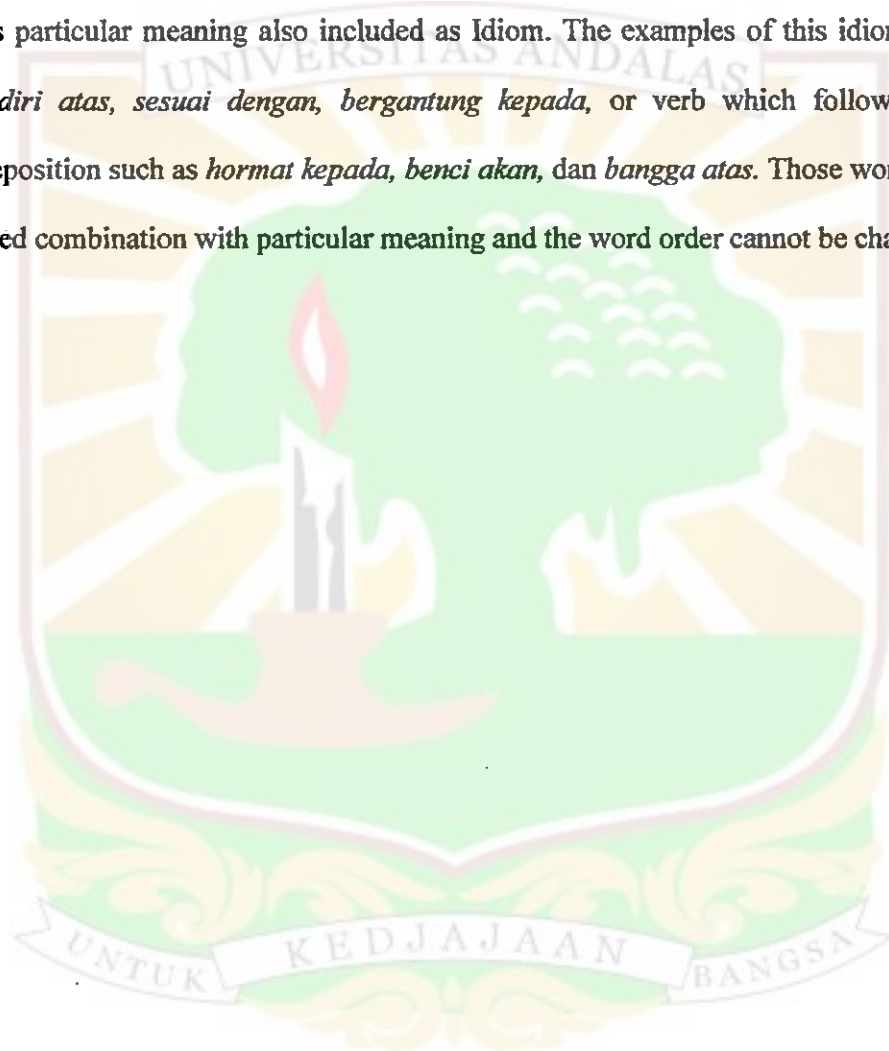 s particular meaning also included as Idiom. The examples of this idiom
diri atas, sesuai dengan, bergantung kepada, or verb which follow
position such as hormat kepada, benci akan, dan bangga atas. Those wor
ed combination with particular meaning and the word order cannot be cha
UNIVERSITAS ANDALAS
UNTUK KEDJAJAAN BANGSA